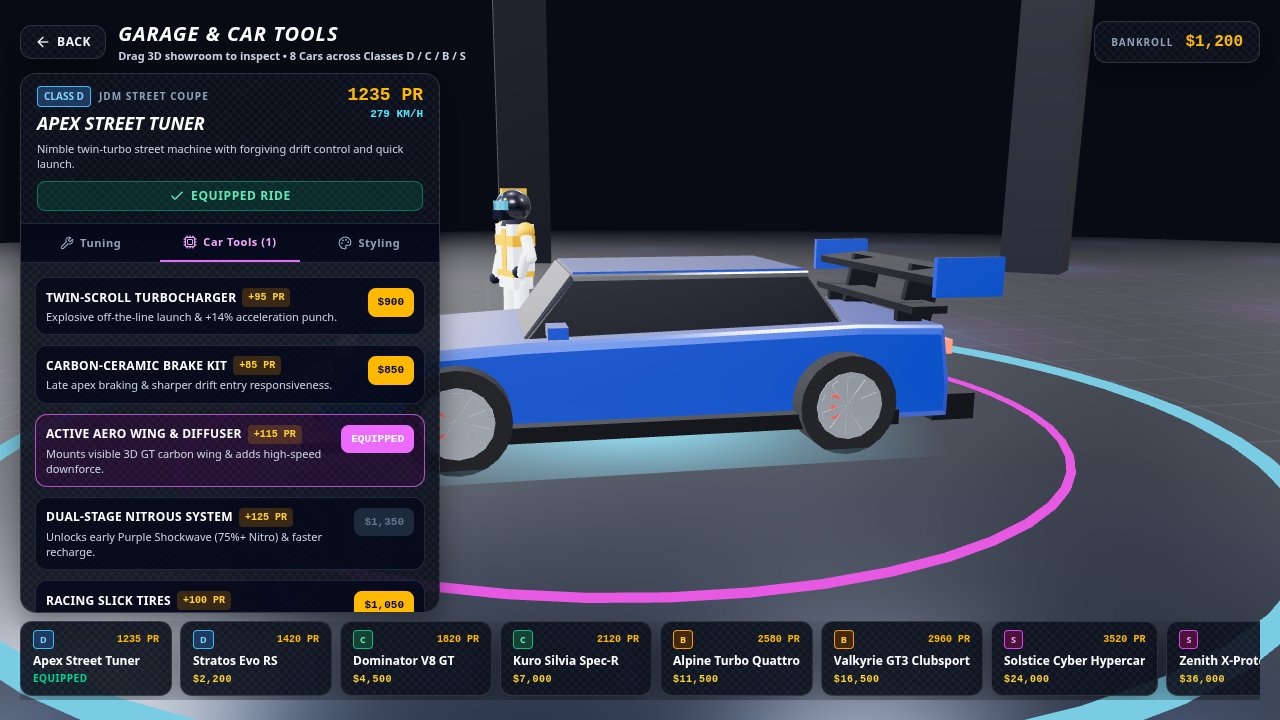 BACK
GARAGE & CAR TOOLS
Drag 3D showroom to inspect • 8 Cars across Classes D / C / B / S
BANKROLL $1,200
CLASS D JDM STREET COUPE 1235 PR
279 KM/H
APEX STREET TUNER
Nimble twin-turbo street machine with forgiving drift control and quick
launch.
EQUIPPED RIDE
Tuning Car Tools (1) Styling
TWIN-SCROLL TURBOCHARGER +95 PR $900
Explosive off-the-line launch & +14% acceleration punch.
CARBON-CERAMIC BRAKE KIT +85 PR $850
Late apex braking & sharper drift entry responsiveness.
ACTIVE AERO WING & DIFFUSER +115 PR EQUIPPED
Mounts visible 3D GT carbon wing & adds high-speed
downforce.
DUAL-STAGE NITROUS SYSTEM +125 PR $1,350
Unlocks early Purple Shockwave (75%+ Nitro) & faster
recharge.
RACING SLICK TIRES +100 PR $1,050
D 1235 PR
Apex Street Tuner
EQUIPPED
D 1420 PR
Stratos Evo RS
$2,200
C 1820 PR
Dominator V8 GT
$4,500
C 2120 PR
Kuro Silvia Spec-R
$7,000
B 2580 PR
Alpine Turbo Quattro
$11,500
B 2960 PR
Valkyrie GT3 Clubsport
$16,500
S 3520 PR
Solstice Cyber Hypercar
$24,000
S
Zenith X-Prot
$36,000